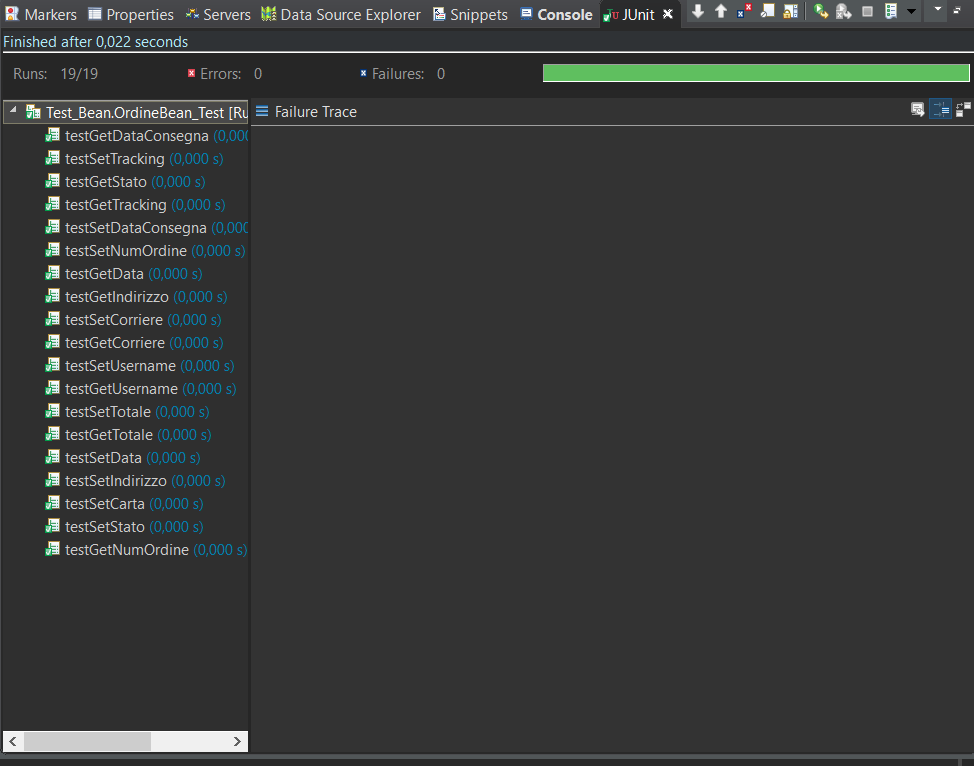 Markers Properties Servers Data Source Explorer Snippets Console JUnit
Finished after 0,022 seconds
Runs: 19/19 Errors: 0 Failures: 0
Test_Bean.OrdineBean_Test [Ru
Failure Trace
testGetDataConsegna (0,000
testSetTracking (0,000 s)
testGetStato (0,000 s)
testGetTracking (0,000 s)
testSetDataConsegna (0,000
testSetNumOrdine (0,000 s)
testGetData (0,000 s)
testGetIndirizzo (0,000 s)
testSetCorriere (0,000 s)
testGetCorriere (0,000 s)
testSetUsername (0,000 s)
testGetUsername (0,000 s)
testSetTotale (0,000 s)
testGetTotale (0,000 s)
testSetData (0,000 s)
testSetIndirizzo (0,000 s)
testSetCarta (0,000 s)
testSetStato (0,000 s)
testGetNumOrdine (0,000 s)